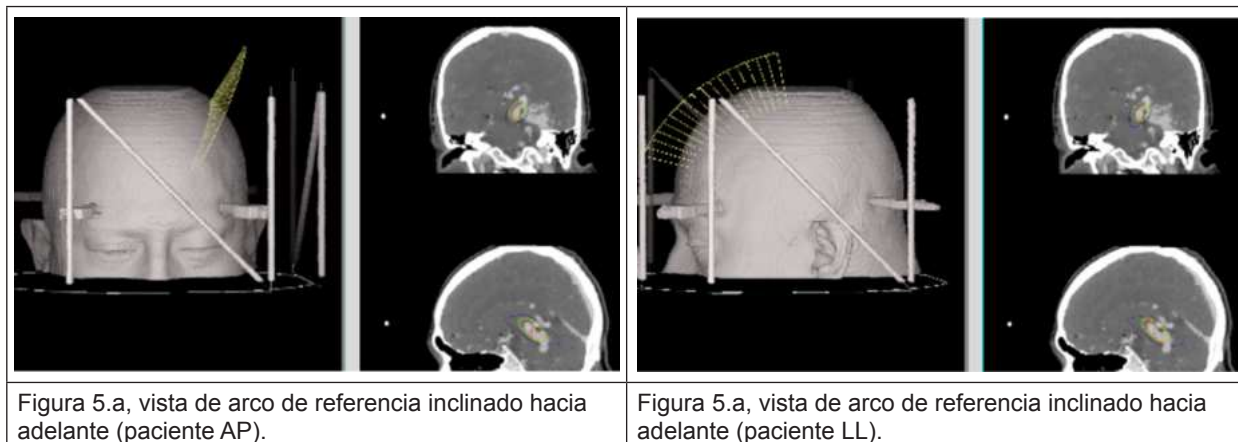 Figura 5.a, vista de arco de referencia inclinado hacia
adelante (paciente AP).
Figura 5.a, vista de arco de referencia inclinado hacia
adelante (paciente LL).